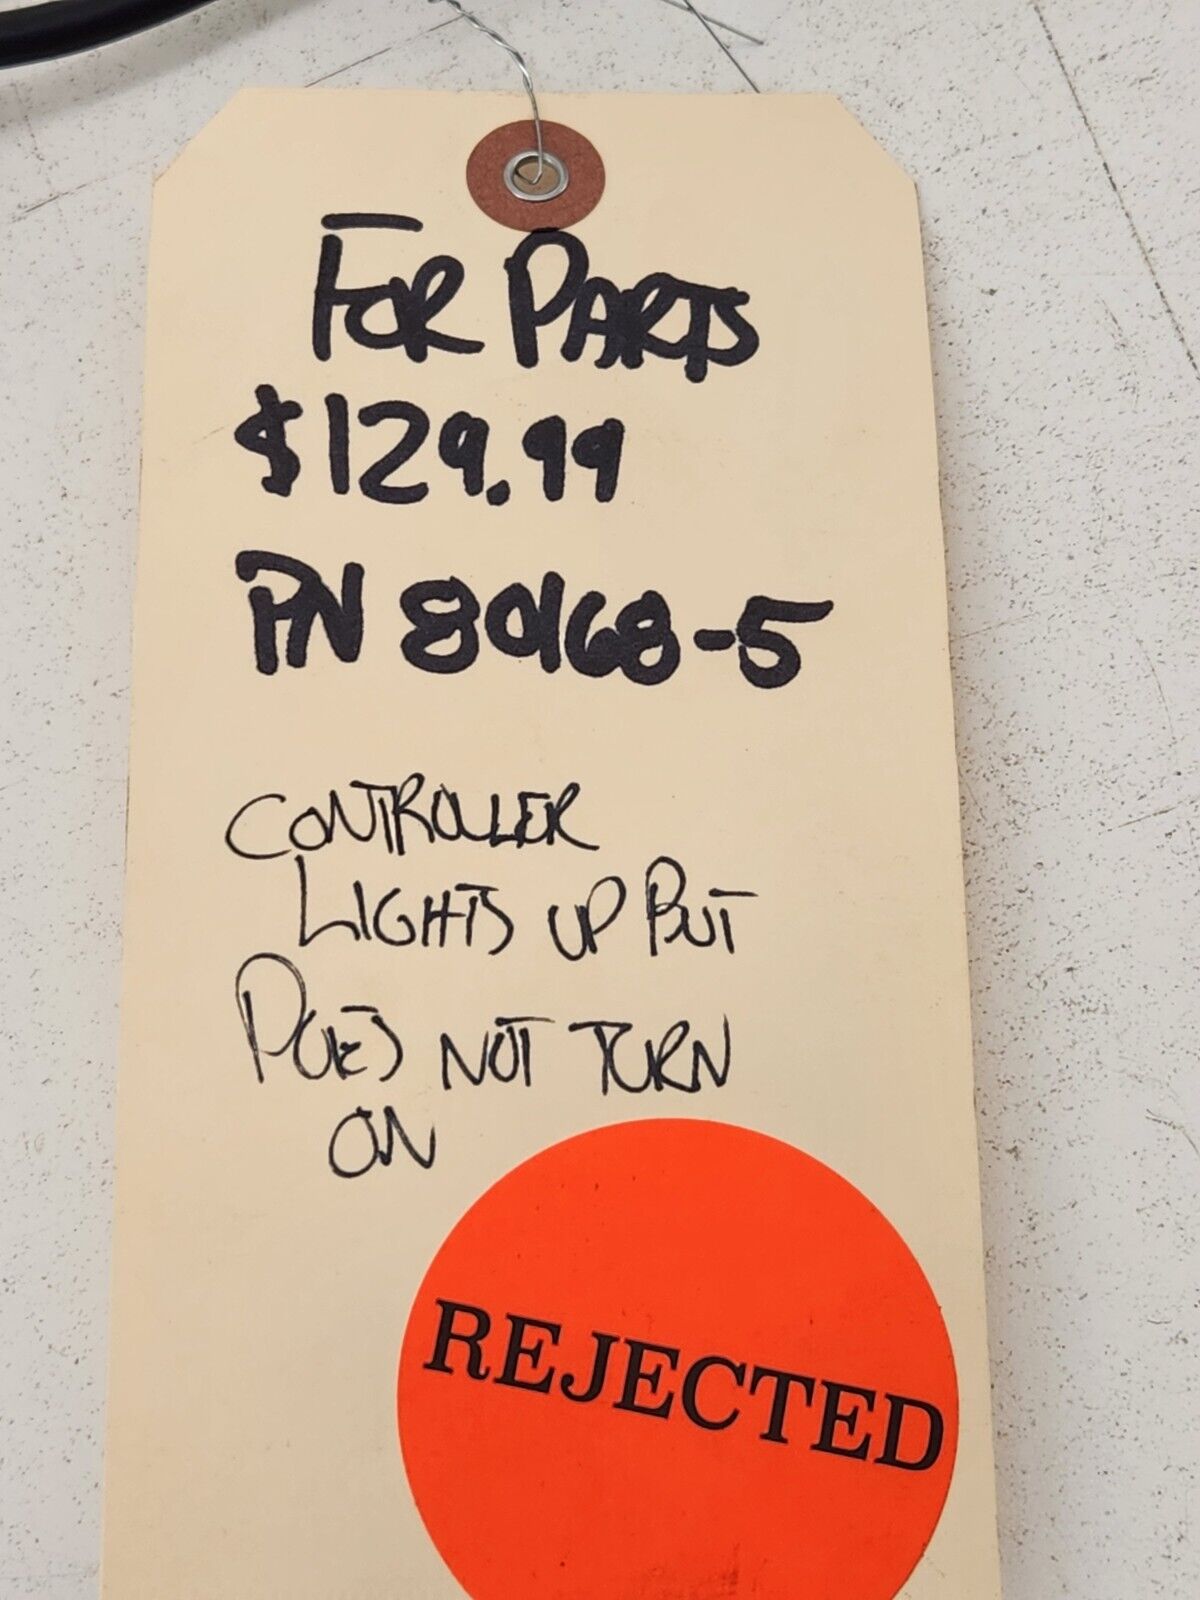 FOR PARTS
$129.99
PN 80168-5
CONTROLLER
LIGHTS UP BUT
DOES NOT TURN
ON
REJECTED